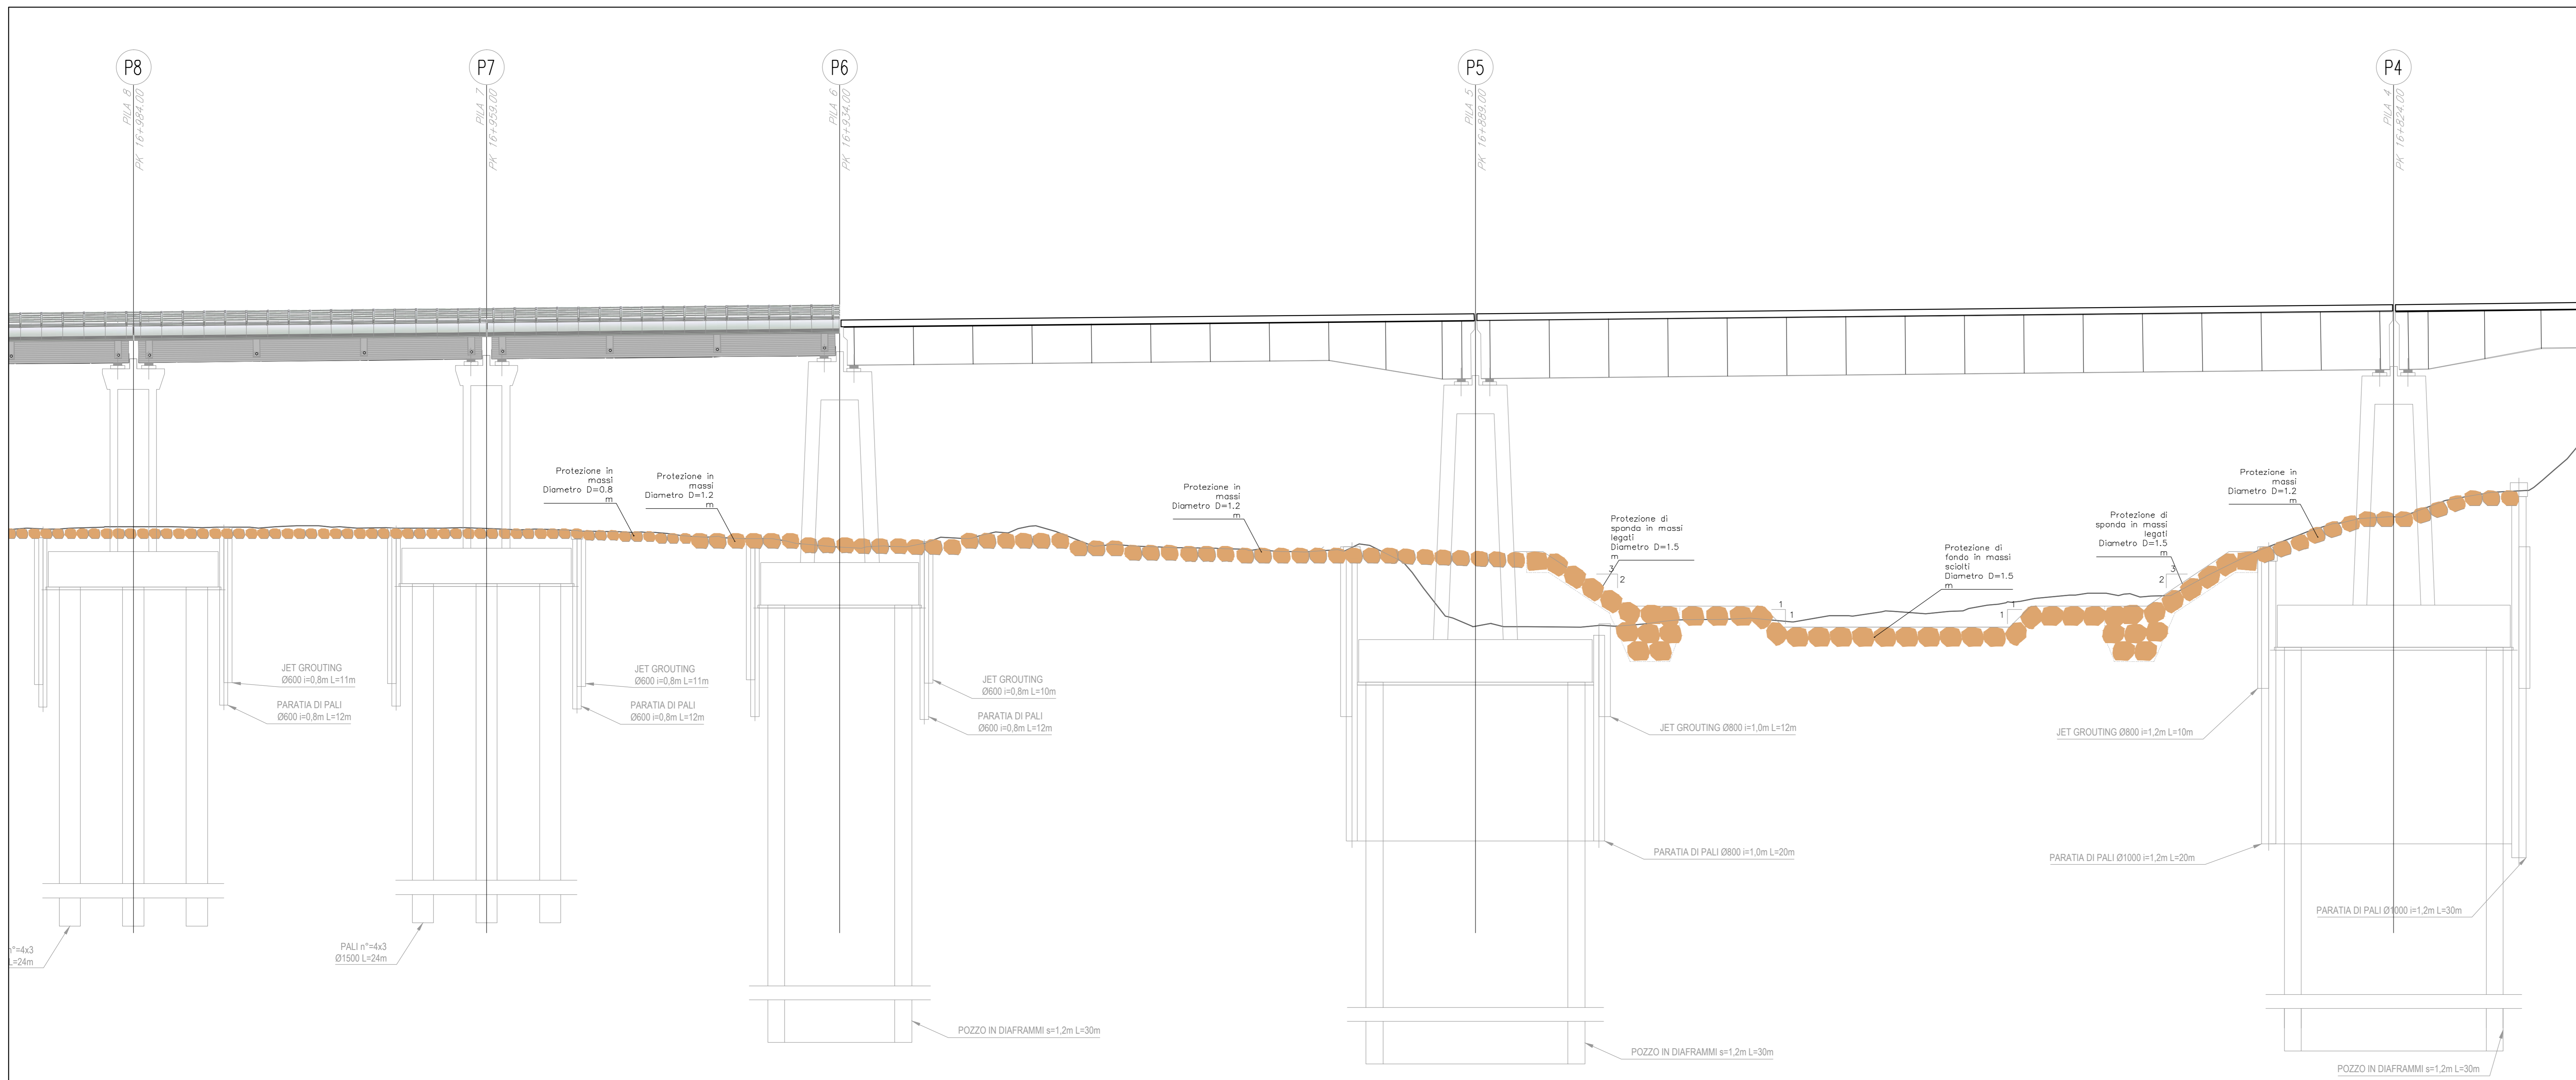 P8
PILA 8
PK 16+984.00
P7
PILA 7
PK 16+959.00
P6
PILA 6
PK 16+934.00
P5
PILA 5
PK 16+889.00
P4
PILA 4
PK 16+824.00
Protezione in
massi
Diametro D=0.8
m
Protezione in
massi
Diametro D=1.2
m
Protezione in
massi
Diametro D=1.2
m
Protezione di
sponda in massi
legati
Diametro D=1.5
m
3
2
1
1
Protezione di
fondo in massi
sciolti
Diametro D=1.5
m
1
1
Protezione di
sponda in massi
legati
Diametro D=1.5
m
3
2
Protezione in
massi
Diametro D=1.2
m
JET GROUTING
Ø600 i=0,8m L=11m
PARATIA DI PALI
Ø600 i=0,8m L=12m
JET GROUTING
Ø600 i=0,8m L=11m
PARATIA DI PALI
Ø600 i=0,8m L=12m
JET GROUTING
Ø600 i=0,8m L=10m
PARATIA DI PALI
Ø600 i=0,8m L=12m
JET GROUTING Ø800 i=1,0m L=12m
PARATIA DI PALI Ø800 i=1,0m L=20m
JET GROUTING Ø800 i=1,2m L=10m
PARATIA DI PALI Ø1000 i=1,2m L=20m
PARATIA DI PALI Ø1000 i=1,2m L=30m
n°=4x3
L=24m
PALI n°=4x3
Ø1500 L=24m
POZZO IN DIAFRAMMI s=1,2m L=30m
POZZO IN DIAFRAMMI s=1,2m L=30m
POZZO IN DIAFRAMMI s=1,2m L=30m